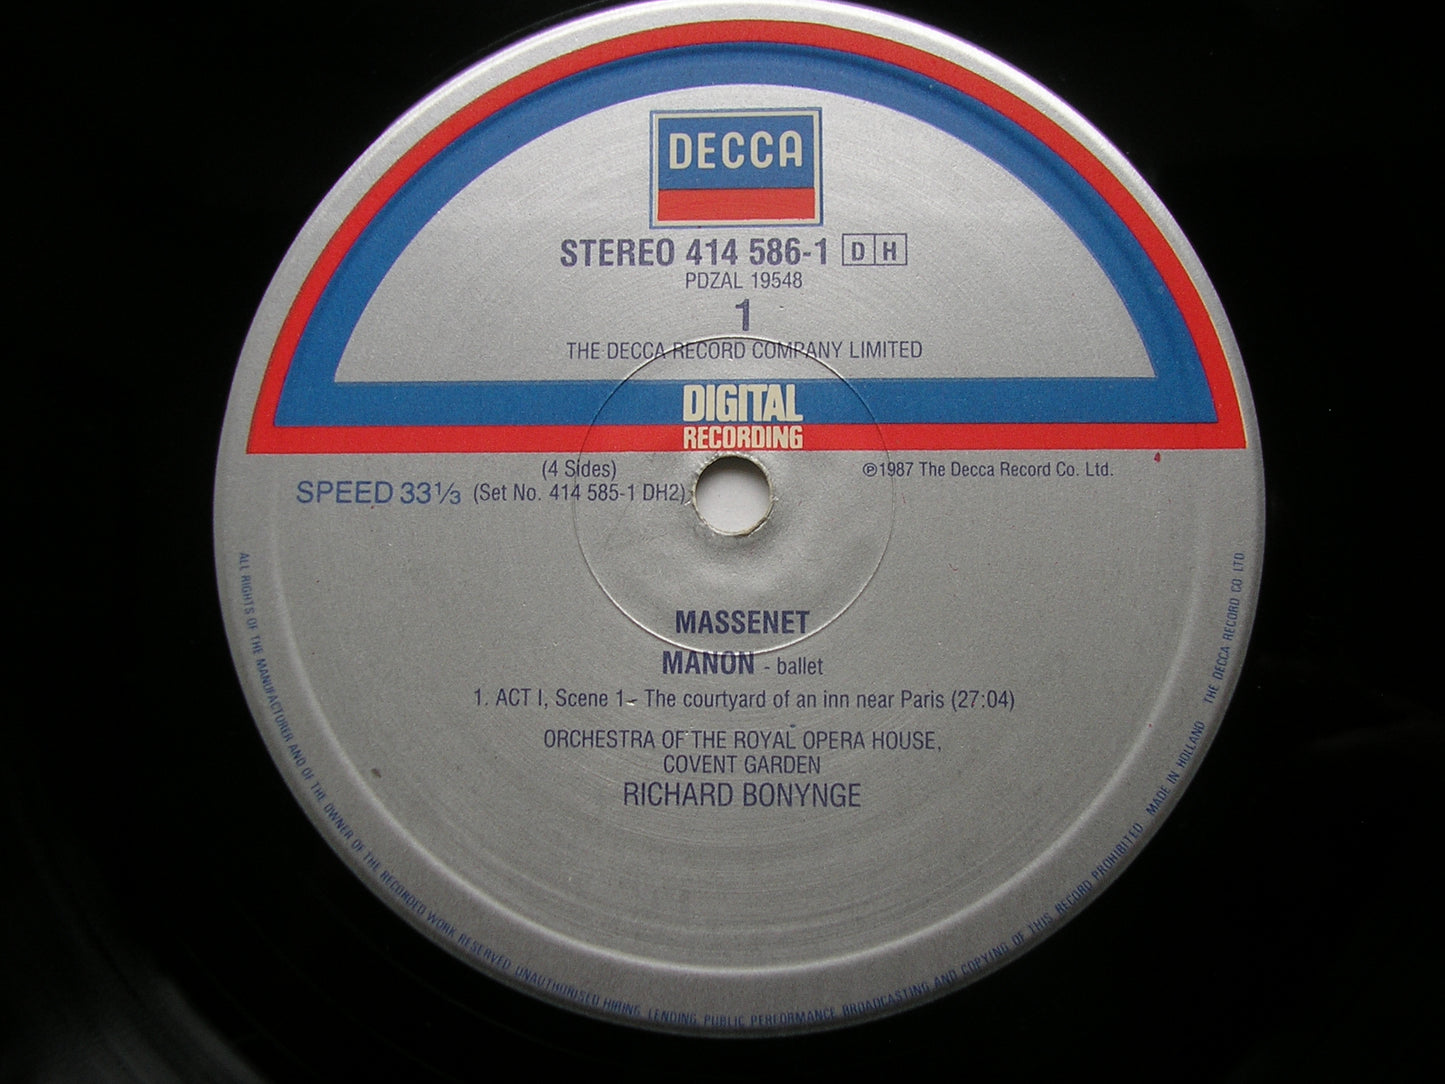 DECCA
STEREO 414 586-1 D H
PDZAL 19548
1
THE DECCA RECORD COMPANY LIMITED
DIGITAL
RECORDING
(4 Sides)
SPEED 33⅓ (Set No. 414 585-1 DH2)
℗1987 The Decca Record Co. Ltd.
MASSENET
MANON - ballet
1. ACT I, Scene 1 - The courtyard of an inn near Paris (27:04)
ORCHESTRA OF THE ROYAL OPERA HOUSE,
COVENT GARDEN
RICHARD BONYNGE
ALL RIGHTS OF THE MANUFACTURER AND OF THE OWNER OF THE RECORDED WORK RESERVED UNAUTHORISED HIRING LENDING PUBLIC PERFORMANCE BROADCASTING AND COPYING OF THIS RECORD PROHIBITED MADE IN HOLLAND THE DECCA RECORD CO LTD